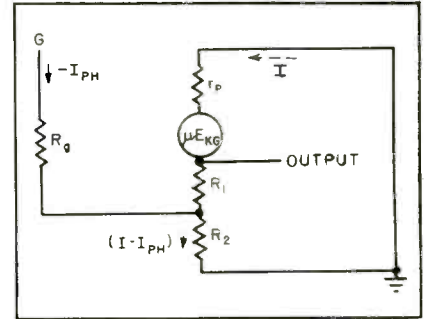 G
-I_PH
I
r_p
R_g
μE_KG
OUTPUT
R_1
(I-I_PH)
R_2